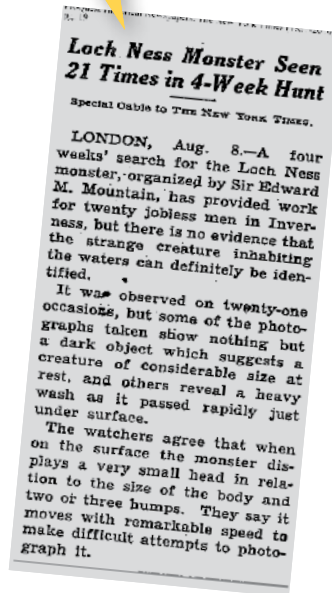 Loch Ness Monster Seen
21 Times in 4-Week Hunt
Special Cable to THE NEW YORK TIMES.
LONDON, Aug. 8.—A four
weeks' search for the Loch Ness
monster, organized by Sir Edward
M. Mountain, has provided work
for twenty jobless men in Inver-
ness, but there is no evidence that
the strange creature inhabiting
the waters can definitely be iden-
tified.
It was observed on twenty-one
occasions, but some of the photo-
graphs taken show nothing but
a dark object which suggests a
creature of considerable size at
rest, and others reveal a heavy
wash as it passed rapidly just
under surface.
The watchers agree that when
on the surface the monster dis-
plays a very small head in rela-
tion to the size of the body and
two or three humps. They say it
moves with remarkable speed to
make difficult attempts to photo-
graph it.